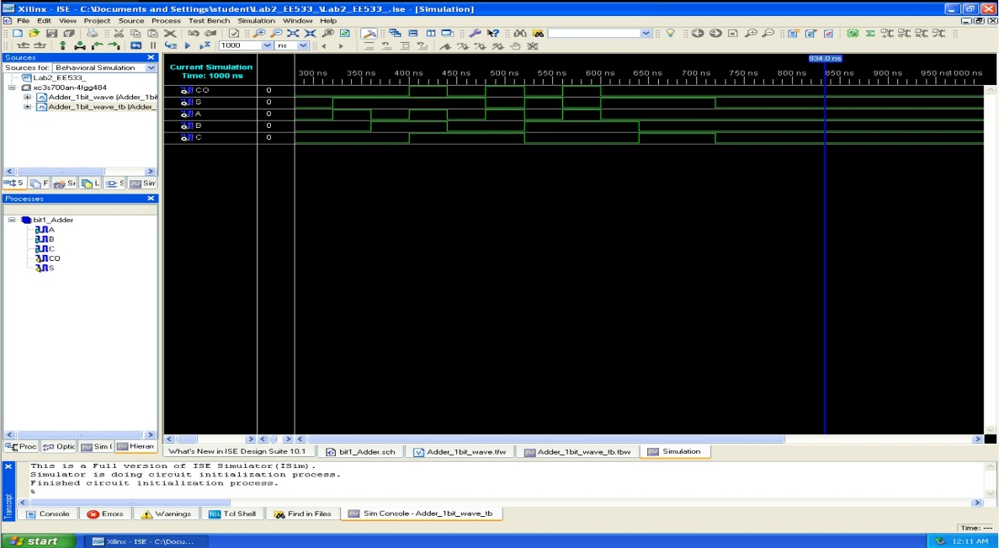 Xilinx - ISE - C:\Documents and Settings\student\Lab2_EE533_\Lab2_EE533_.ise - [Simulation]
File Edit View Project Source Process Test Bench Simulation Window Help
1000 ns
Sources
Sources for: Behavioral Simulation
Lab2_EE533_
xc3s700an-4fgg484
Adder_1bit_wave (Adder_1bi
Adder_1bit_wave_tb (Adder_
S F Sr L S Sim
Processes
bit1_Adder
A
B
C
CO
S
Proc Optic Sim ( Hierarc
Current Simulation
Time: 1000 ns
834.0 ns
300 ns 350 ns 400 ns 450 ns 500 ns 550 ns 600 ns 650 ns 700 ns 750 ns 800 ns 850 ns 900 ns 950 ns 1000 ns
CO 0
S 0
A 0
B 0
C 0
What's New in ISE Design Suite 10.1 bit1_Adder.sch Adder_1bit_wave.tfw Adder_1bit_wave_tb.tbw Simulation
This is a Full version of ISE Simulator(ISim).
Simulator is doing circuit initialization process.
Finished circuit initialization process.
%
Transcript
Console Errors Warnings Tcl Shell Find in Files Sim Console - Adder_1bit_wave_tb
Time: ---
start Xilinx - ISE - C:\Docu... 12:11 AM